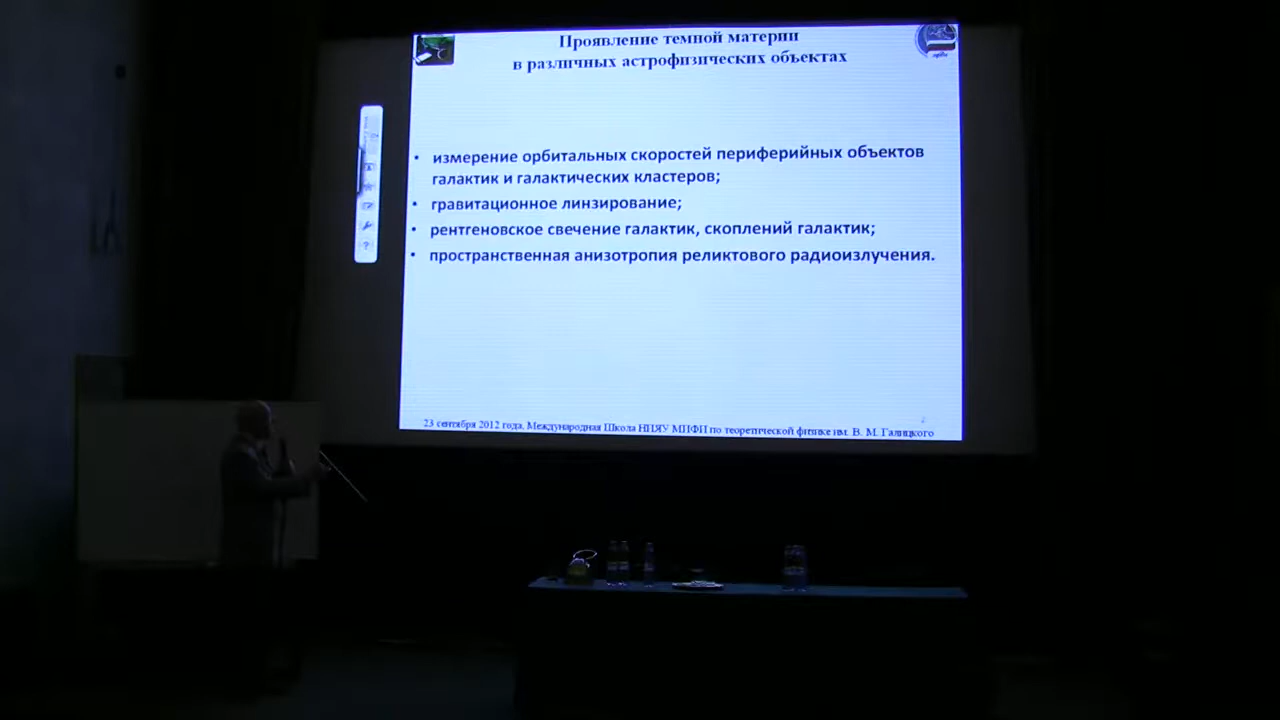 Проявление темной материи
в различных астрофизических объектах
• измерение орбитальных скоростей периферийных объектов
галактик и галактических кластеров;
• гравитационное линзирование;
• рентгеновское свечение галактик, скоплений галактик;
• пространственная анизотропия реликтового радиоизлучения.
23 сентября 2012 года, Международная Школа НИЯУ МИФИ по теоретической физике им. В. М. Галицкого